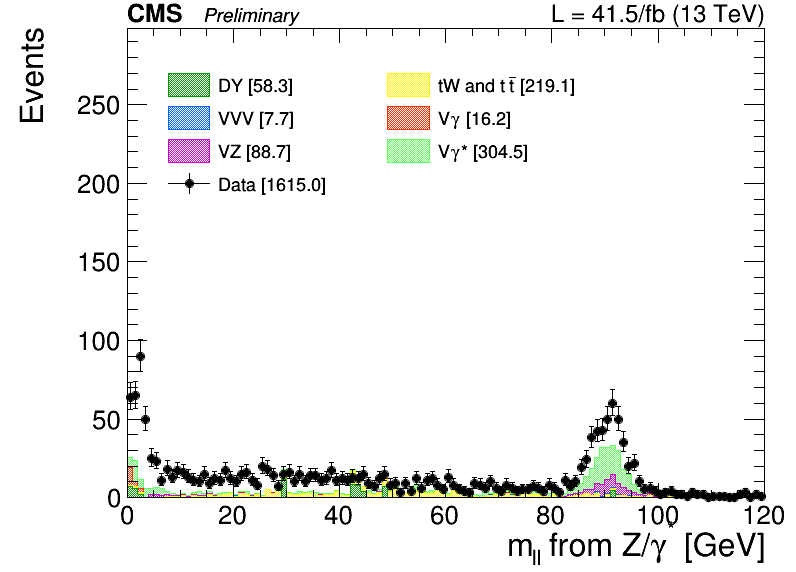 CMS Preliminary L = 41.5/fb (13 TeV)
Events
DY [58.3]
tW and t t̄ [219.1]
VVV [7.7]
Vγ [16.2]
VZ [88.7]
Vγ* [304.5]
Data [1615.0]
250
200
150
100
50
0
0 20 40 60 80 100 120
m_ll from Z/γ* [GeV]